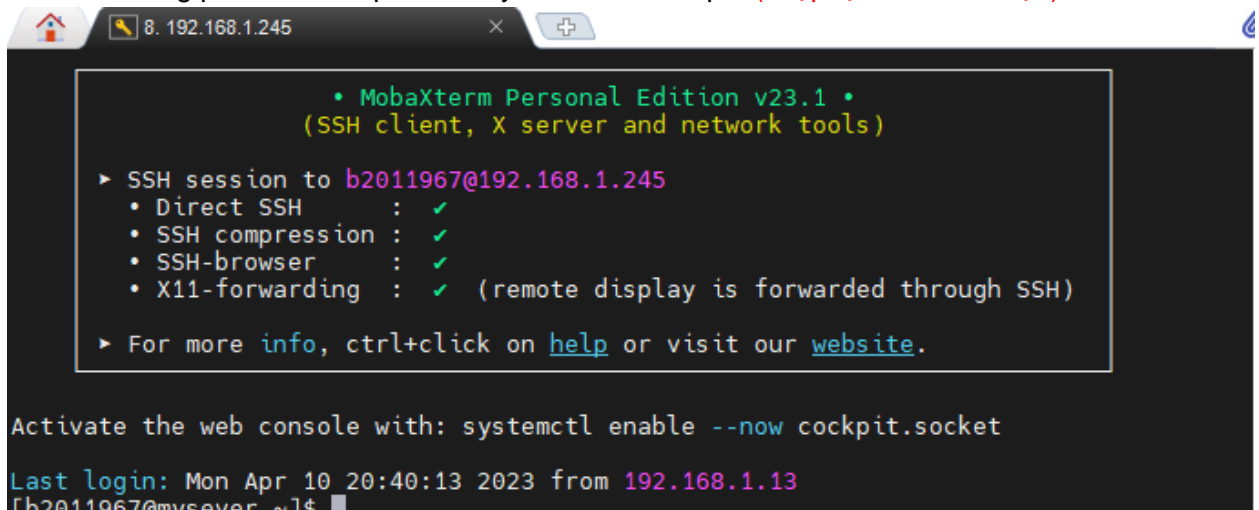 8. 192.168.1.245
• MobaXterm Personal Edition v23.1 •
(SSH client, X server and network tools)
► SSH session to b2011967@192.168.1.245
• Direct SSH : ✔
• SSH compression : ✔
• SSH-browser : ✔
• X11-forwarding : ✔ (remote display is forwarded through SSH)
► For more info, ctrl+click on help or visit our website.
Activate the web console with: systemctl enable --now cockpit.socket
Last login: Mon Apr 10 20:40:13 2023 from 192.168.1.13
[b2011967@mysever ~]$